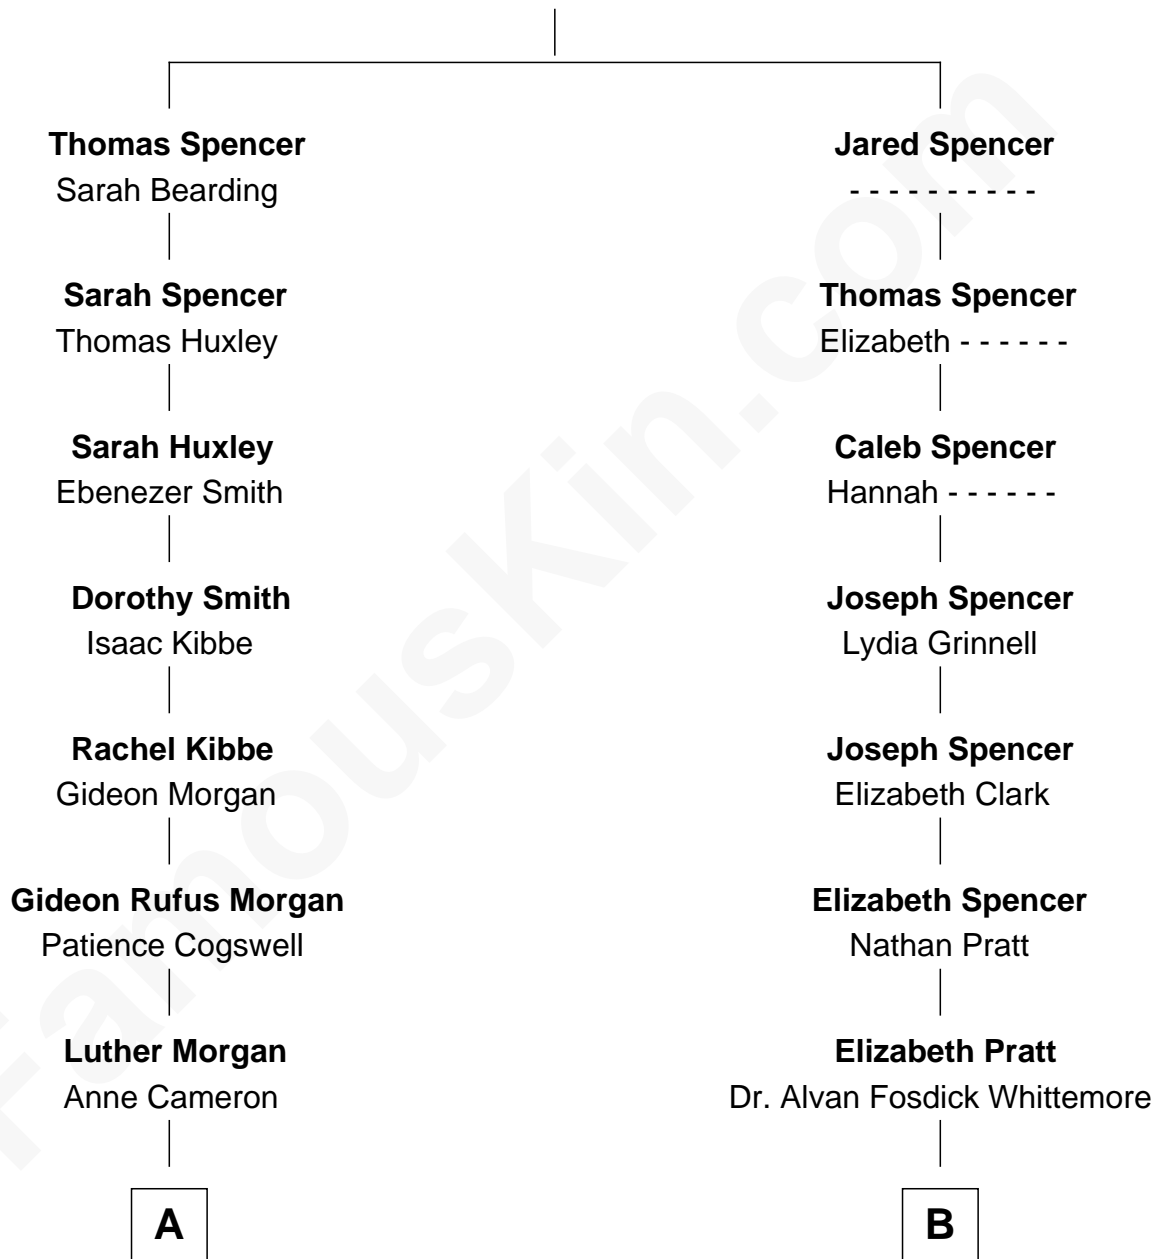 Thomas Spencer
Sarah Bearding
Sarah Spencer
Thomas Huxley
Sarah Huxley
Ebenezer Smith
Dorothy Smith
Isaac Kibbe
Rachel Kibbe
Gideon Morgan
Gideon Rufus Morgan
Patience Cogswell
Luther Morgan
Anne Cameron
A
Jared Spencer
- - - - - - - - - -
Thomas Spencer
Elizabeth - - - - - -
Caleb Spencer
Hannah - - - - - -
Joseph Spencer
Lydia Grinnell
Joseph Spencer
Elizabeth Clark
Elizabeth Spencer
Nathan Pratt
Elizabeth Pratt
Dr. Alvan Fosdick Whittemore
B
FamousKin.com